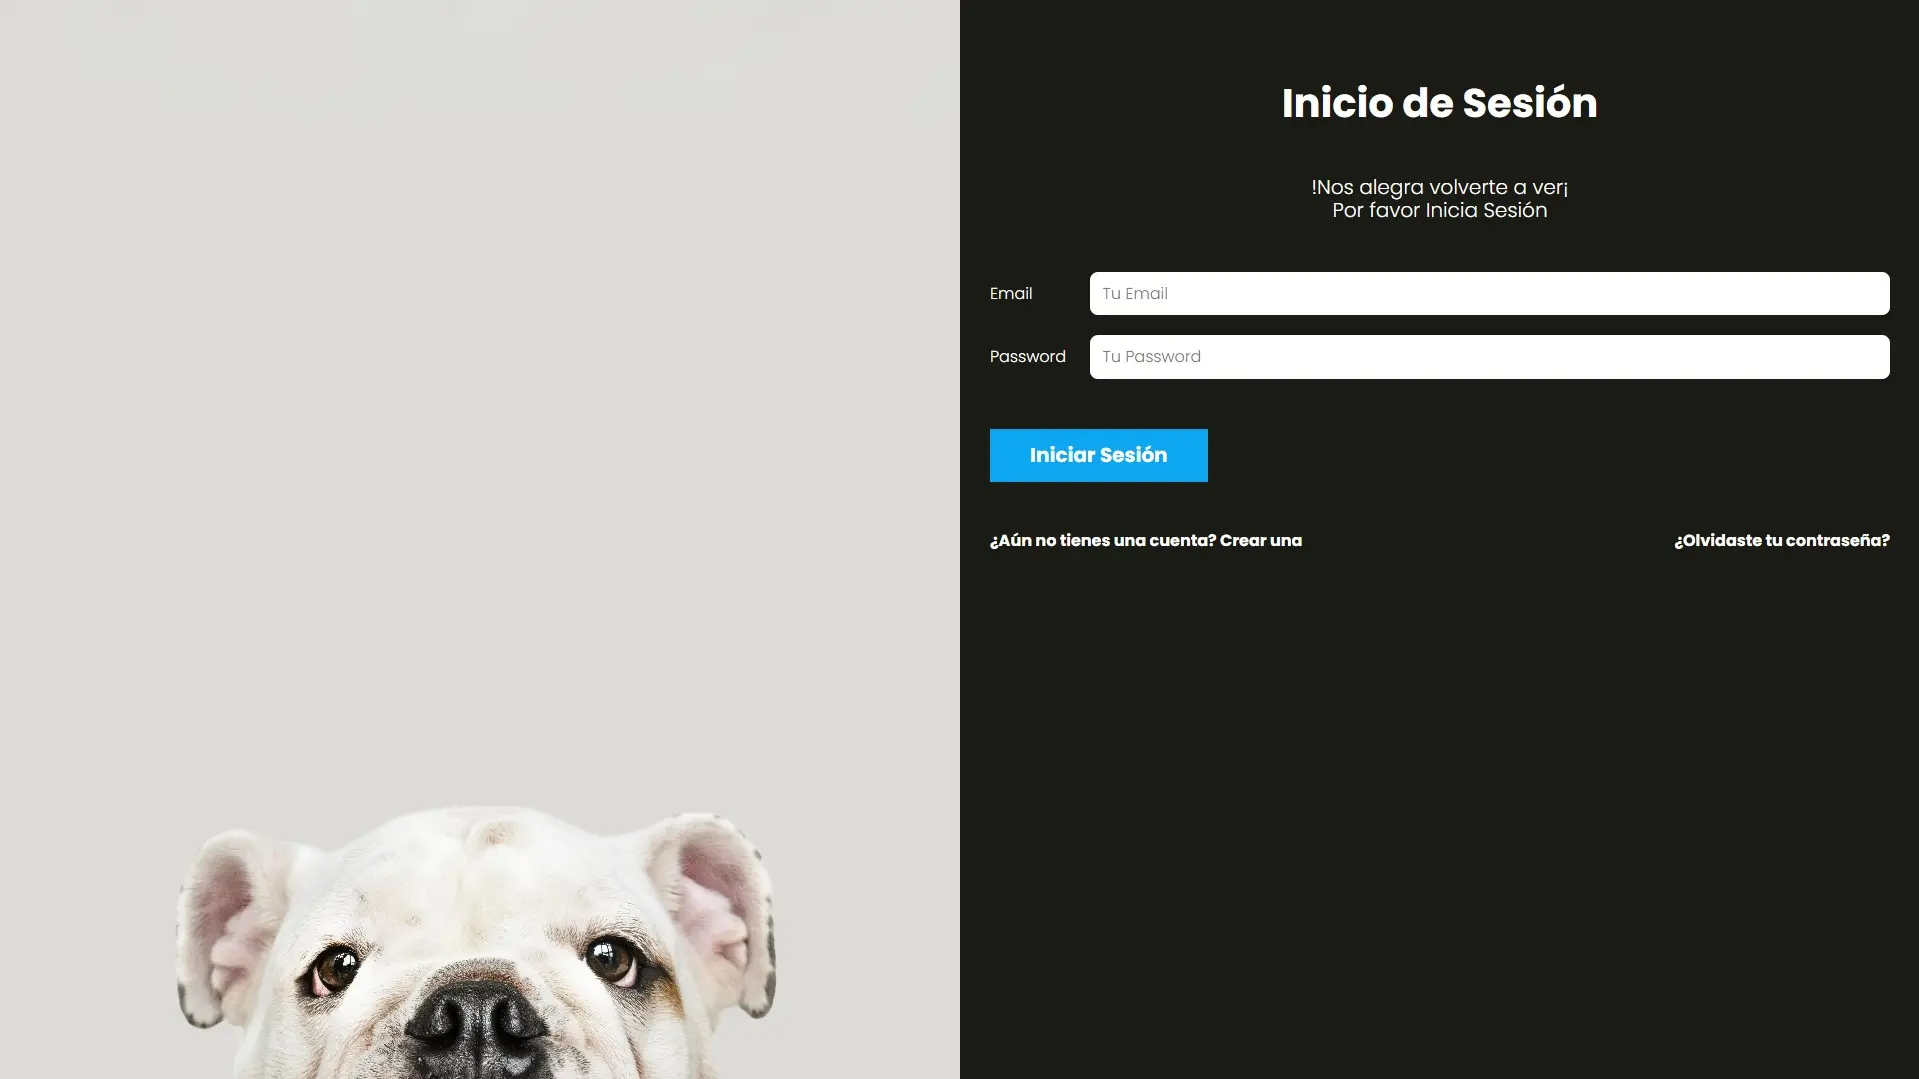 Inicio de Sesión
!Nos alegra volverte a ver¡
Por favor Inicia Sesión
Email
Tu Email
Password
Tu Password
Iniciar Sesión
¿Aún no tienes una cuenta? Crear una
¿Olvidaste tu contraseña?